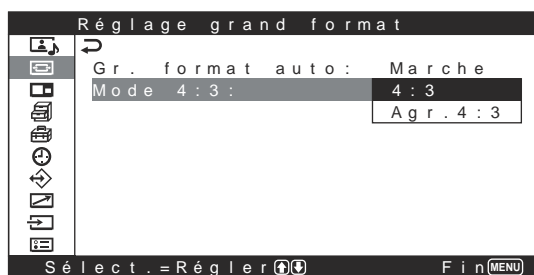 Réglage grand format
Gr. format auto: Marche
Mode 4:3: 4:3
Agr.4:3
Sélect.=Régler Fin MENU